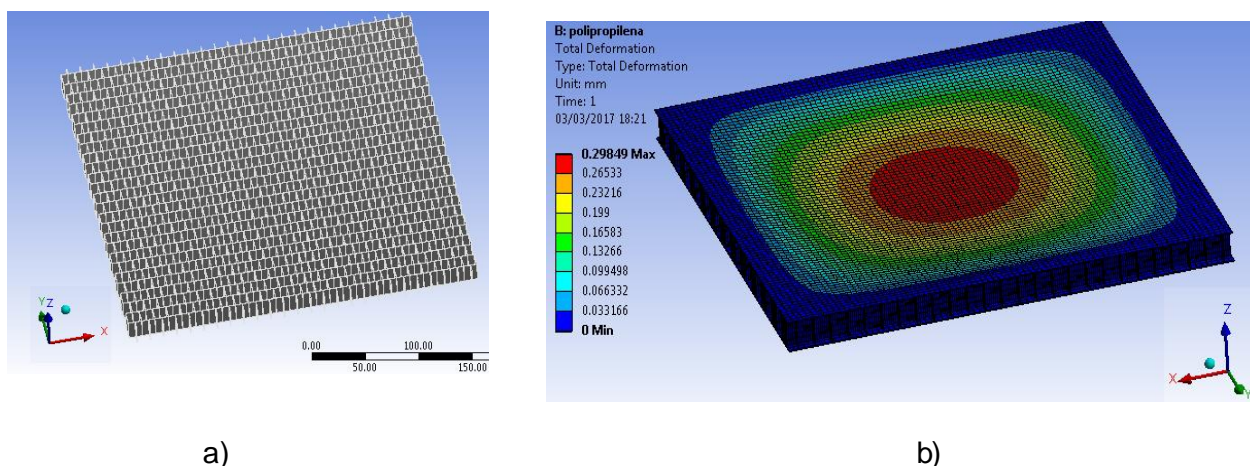 Y
Z
X
0.00
100.00
50.00
150.00
a)
B: polipropilena
Total Deformation
Type: Total Deformation
Unit: mm
Time: 1
03/03/2017 18:21
0.29849 Max
0.26533
0.23216
0.199
0.16583
0.13266
0.099498
0.066332
0.033166
0 Min
Z
X
Y
b)